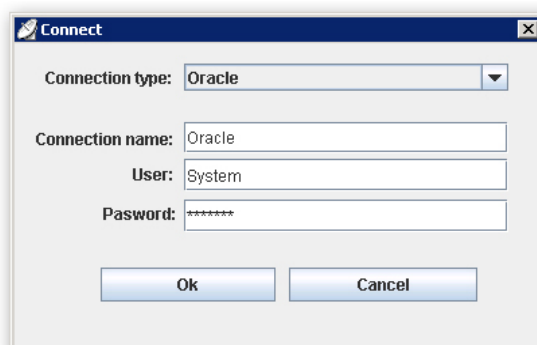 Connect
Connection type: Oracle
Connection name: Oracle
User: System
Pasword: *******
Ok Cancel